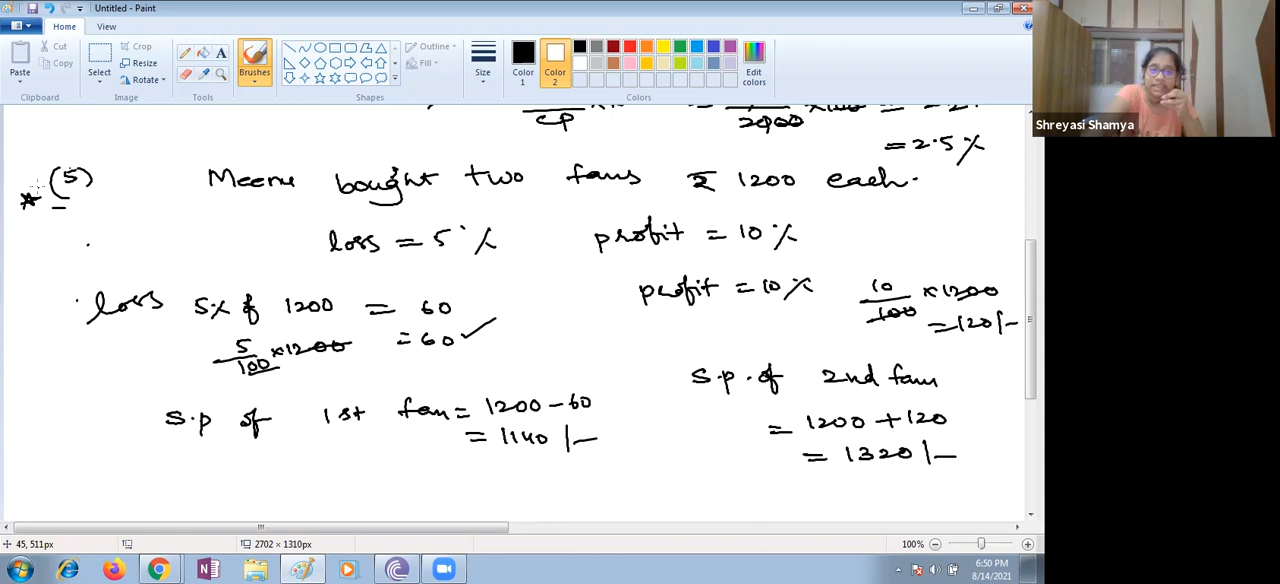 Untitled - Paint
Home View
Paste Cut Copy Clipboard
Select Crop Resize Rotate Image
Tools
Brushes
Outline Fill Shapes
Size
Color 1 Color 2 Edit colors Colors
Shreyasi Shamya
CP
= 2.5%
(5) Meenu bought two fans ₹ 1200 each.
loss = 5% profit = 10%
profit = 10% 10/100 × 1200 = 120/-
loss 5% of 1200 = 60
5/100 × 1200 = 60 ✓
S.p. of 2nd fan
= 1200 + 120
= 1320/-
S.p of 1st fan = 1200 - 60
= 1140/-
45, 511px 2702 × 1310px 100%
6:50 PM
8/14/2021